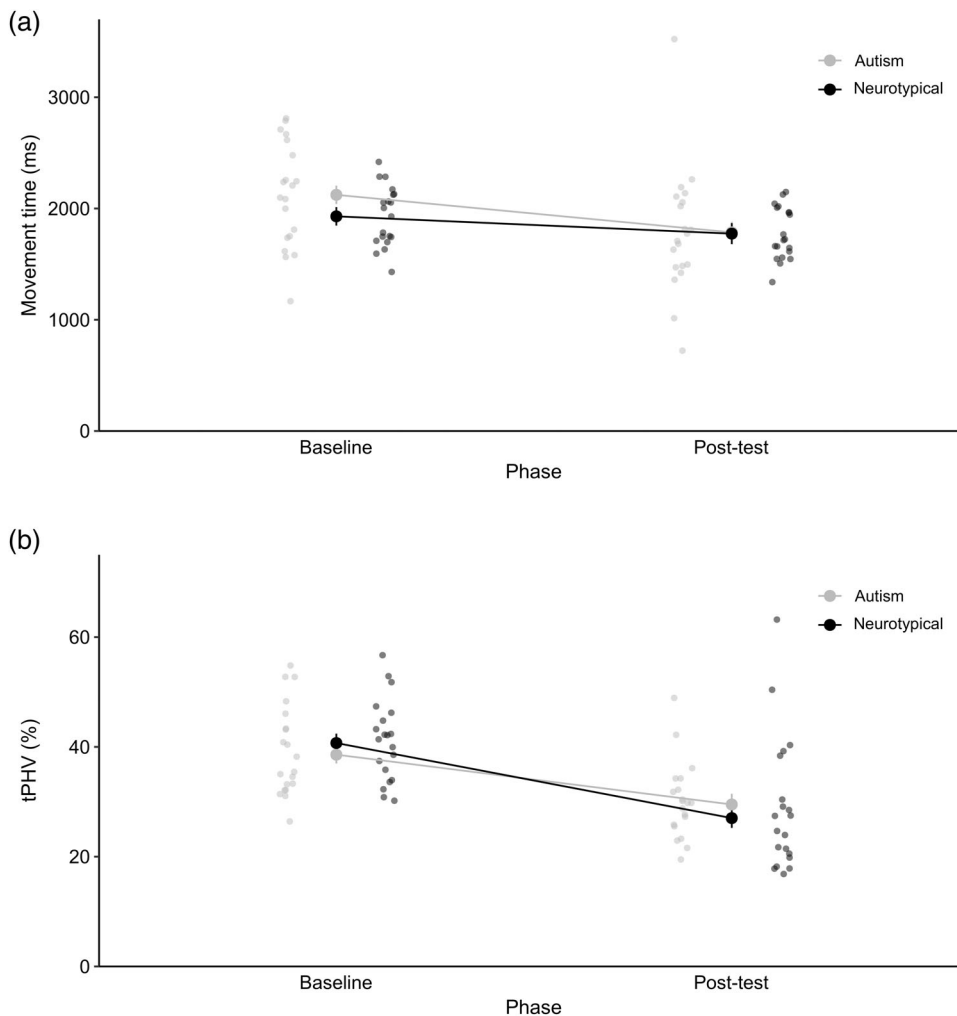 (a)
Movement time (ms)
3000
2000
1000
0
Autism
Neurotypical
Baseline
Post-test
Phase
(b)
tPHV (%)
60
40
20
0
Autism
Neurotypical
Baseline
Post-test
Phase